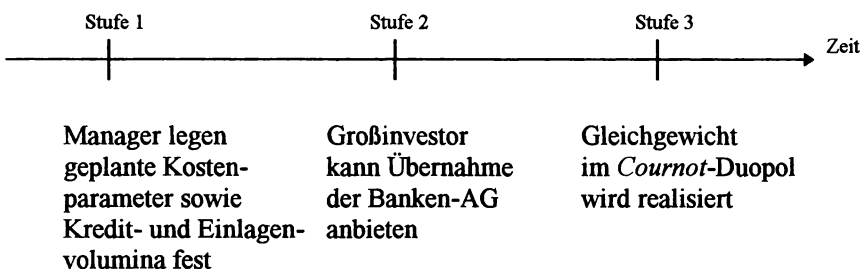 Stufe 1
Stufe 2
Stufe 3
Zeit
Manager legen
geplante Kosten-
parameter sowie
Kredit- und Einlagen-
volumina fest
Großinvestor
kann Übernahme
der Banken-AG
anbieten
Gleichgewicht
im Cournot-Duopol
wird realisiert